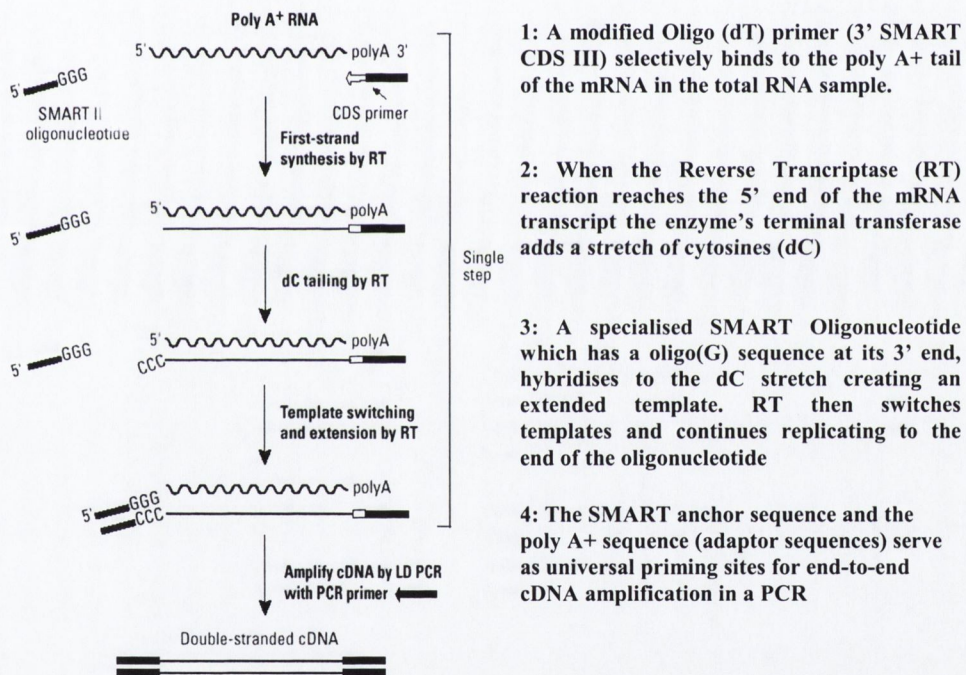 Poly A+ RNA
5' polyA 3'
5' GGG
SMART II
oligonucleotide
CDS primer
First-strand
synthesis by RT
5' polyA
5' GGG
dC tailing by RT
Single
step
5' polyA
5' GGG
CCC
Template switching
and extension by RT
5' GGG polyA
CCC
Amplify cDNA by LD PCR
with PCR primer
Double-stranded cDNA
1: A modified Oligo (dT) primer (3' SMART
CDS III) selectively binds to the poly A+ tail
of the mRNA in the total RNA sample.
2: When the Reverse Trancriptase (RT)
reaction reaches the 5' end of the mRNA
transcript the enzyme's terminal transferase
adds a stretch of cytosines (dC)
3: A specialised SMART Oligonucleotide
which has a oligo(G) sequence at its 3' end,
hybridises to the dC stretch creating an
extended template. RT then switches
templates and continues replicating to the
end of the oligonucleotide
4: The SMART anchor sequence and the
poly A+ sequence (adaptor sequences) serve
as universal priming sites for end-to-end
cDNA amplification in a PCR